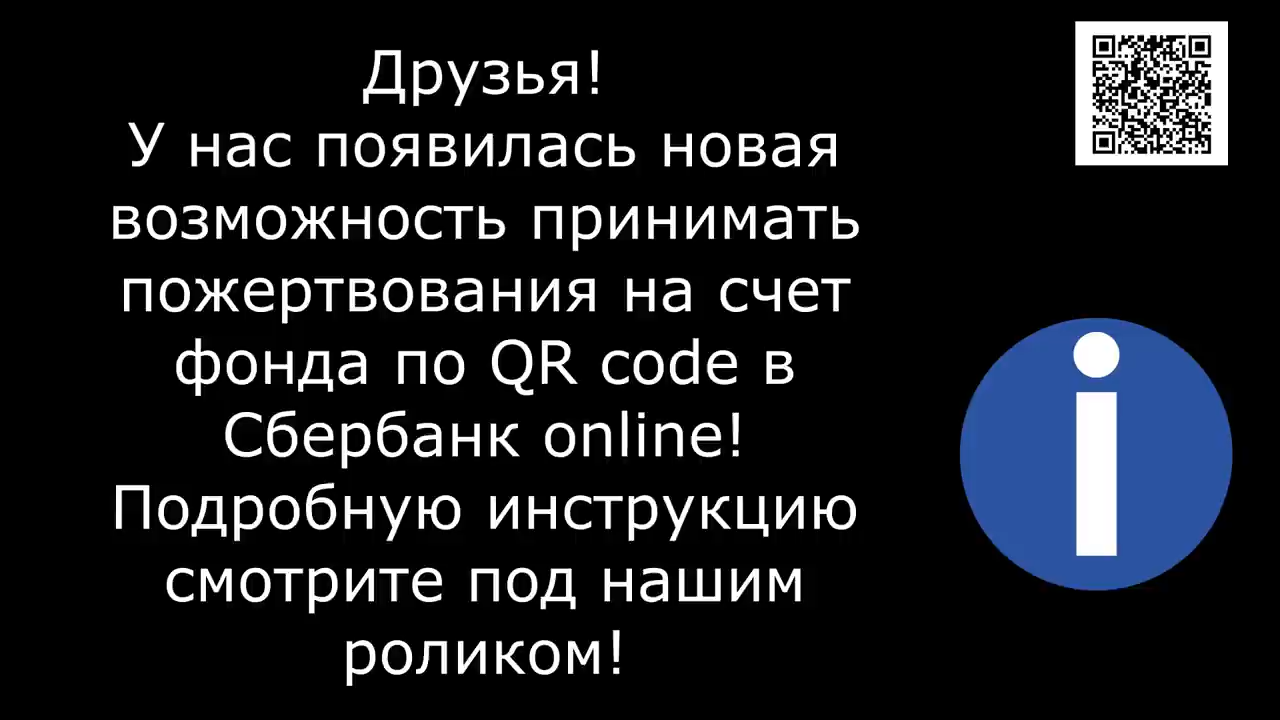 Друзья!
У нас появилась новая
возможность принимать
пожертвования на счет
фонда по QR code в
Сбербанк online!
Подробную инструкцию
смотрите под нашим
роликом!